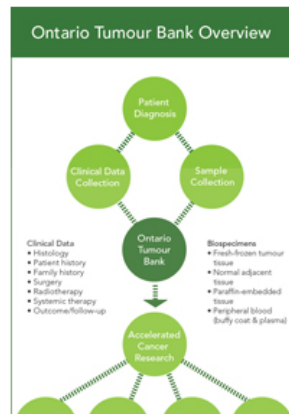 Ontario Tumour Bank Overview
Patient
Diagnosis
Clinical Data
Collection
Sample
Collection
Ontario
Tumour
Bank
Clinical Data
• Histology
• Patient history
• Family history
• Surgery
• Radiotherapy
• Systemic therapy
• Outcome/follow-up
Biospecimens
• Fresh-frozen tumour
tissue
• Normal adjacent
tissue
• Paraffin-embedded
tissue
• Peripheral blood
(buffy coat & plasma)
Accelerated
Cancer
Research